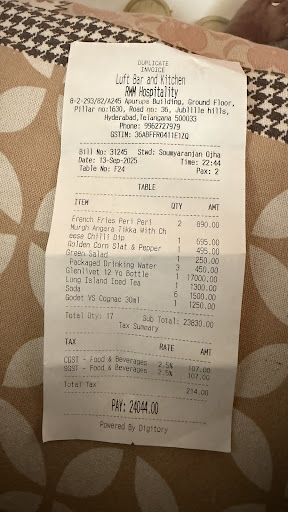 DUPLICATE
INVOICE
Luft Bar and Kitchen
RMM Hospitality
8-2-293/82/A245 Apurupa Building, Ground Floor,
Pillar no:1630, Road no: 36, Jubliile hills,
Hyderabad,Telangana 500033
Phone: 9962727979
GSTIN: 36ABFFR0411E1ZQ
Bill No: 31245 Stwd: Soumyaranjan Ojha
Date: 13-Sep-2025 Time: 22:44
Table No: F24 Pax: 2
TABLE
ITEM QTY AMT
French Fries Peri Peri 2 890.00
Murgh Angara Tikka With Ch
eese Chilli Dip 1 695.00
Golden Corn Slat & Pepper 1 495.00
Green Salad 1 250.00
Packaged Drinking Water 3 450.00
Glenlivet 12 Yo Bottle 1 17000.00
Long Island Iced Tea 1 1300.00
Soda 6 1500.00
Godet VS Cognac 30ml 1 1250.00
Total Qty: 17 Sub Total: 23830.00
Tax Summary
TAX RATE AMT
CGST - Food & Beverages 2.5% 107.00
SGST - Food & Beverages 2.5% 107.00
Total Tax 214.00
PAY: 24044.00
Powered By Digitory